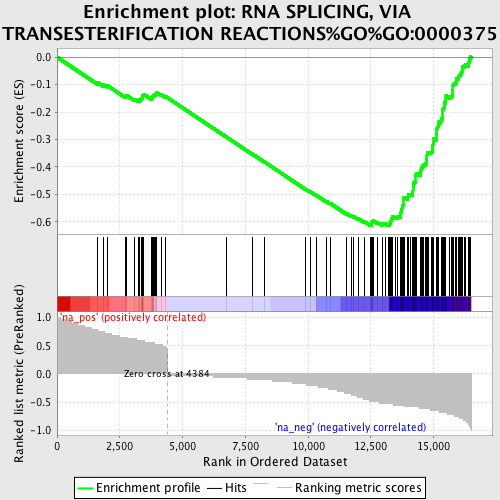 Enrichment plot: RNA SPLICING, VIA
TRANSESTERIFICATION REACTIONS%GO%GO:0000375
Enrichment score (ES)
0.0
-0.1
-0.2
-0.3
-0.4
-0.5
-0.6
Ranked list metric (PreRanked)
1.0
0.5
0.0
-0.5
-1.0
'na_pos' (positively correlated)
Zero cross at 4384
'na_neg' (negatively correlated)
0
2,500
5,000
7,500
10,000
12,500
15,000
Rank in Ordered Dataset
Enrichment profile
Hits
Ranking metric scores